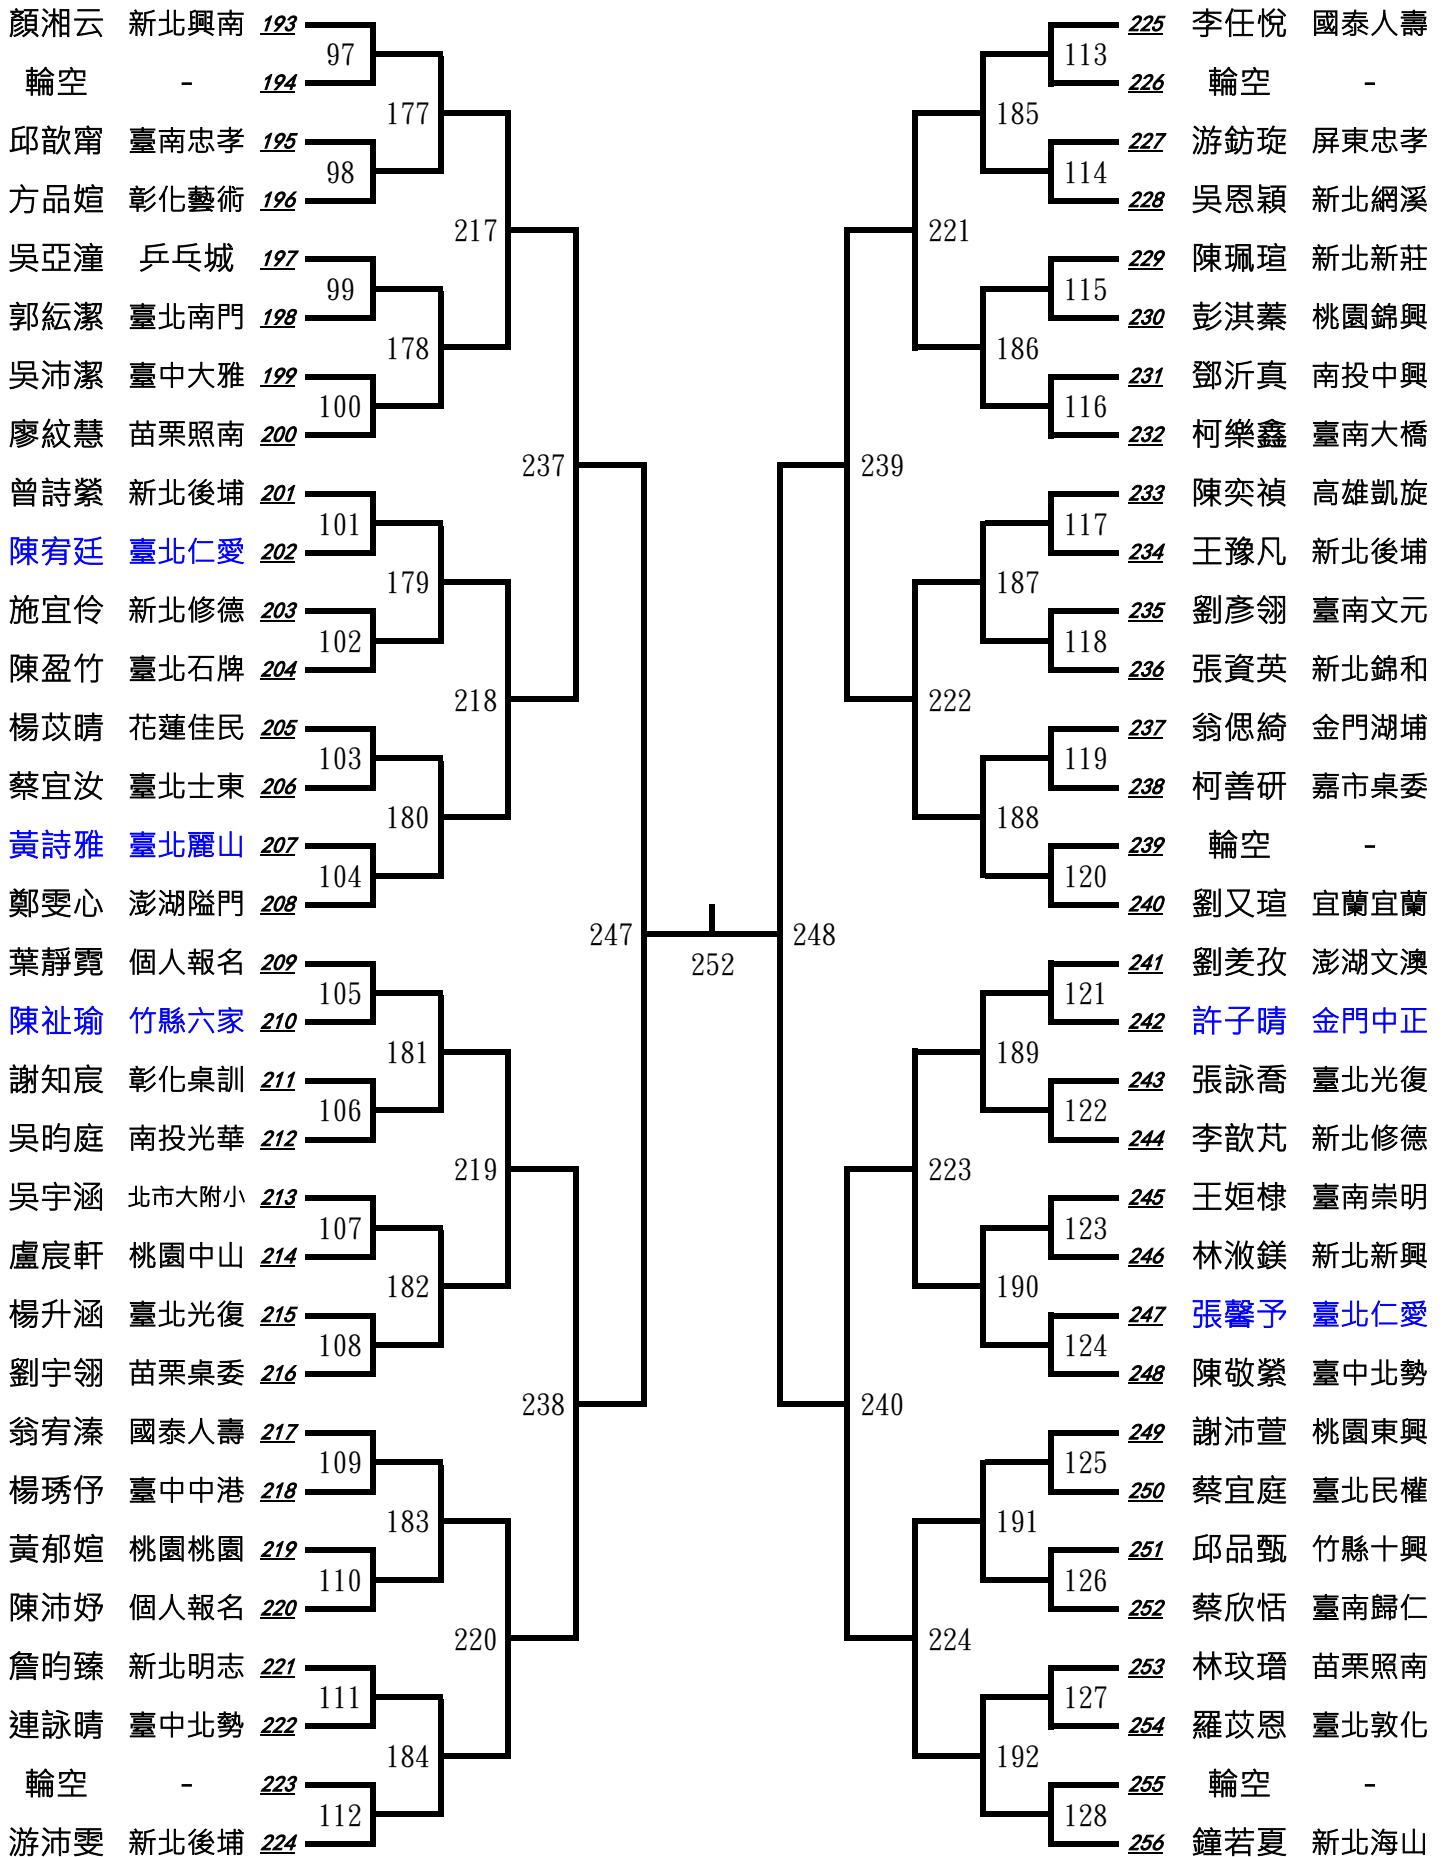 顏湘云 新北興南 193
輪空 - 194
邱歆甯 臺南忠孝 195
方品媗 彰化藝術 196
吳亞潼 乒乓城 197
郭紜潔 臺北南門 198
吳沛潔 臺中大雅 199
廖紋慧 苗栗照南 200
曾詩縈 新北後埔 201
陳宥廷 臺北仁愛 202
施宜伶 新北修德 203
陳盈竹 臺北石牌 204
楊苡晴 花蓮佳民 205
蔡宜汝 臺北士東 206
黃詩雅 臺北麗山 207
鄭雯心 澎湖隘門 208
葉靜霓 個人報名 209
陳祉瑜 竹縣六家 210
謝知宸 彰化桌訓 211
吳昀庭 南投光華 212
吳宇涵 北市大附小 213
盧宸軒 桃園中山 214
楊升涵 臺北光復 215
劉宇翎 苗栗桌委 216
翁宥溱 國泰人壽 217
楊琇伃 臺中中港 218
黃郁媗 桃園桃園 219
陳沛妤 個人報名 220
詹昀臻 新北明志 221
連詠晴 臺中北勢 222
輪空 - 223
游沛雯 新北後埔 224
97
98
99
100
101
102
103
104
105
106
107
108
109
110
111
112
177
178
179
180
181
182
183
184
217
218
219
220
237
238
247
252
248
239
240
221
222
223
224
185
186
187
188
189
190
191
192
113
114
115
116
117
118
119
120
121
122
123
124
125
126
127
128
225 李任悅 國泰人壽
226 輪空 -
227 游鈁琁 屏東忠孝
228 吳恩穎 新北網溪
229 陳珮瑄 新北新莊
230 彭淇蓁 桃園錦興
231 鄧沂真 南投中興
232 柯樂鑫 臺南大橋
233 陳奕禎 高雄凱旋
234 王豫凡 新北後埔
235 劉彥翎 臺南文元
236 張資英 新北錦和
237 翁偲綺 金門湖埔
238 柯善研 嘉市桌委
239 輪空 -
240 劉又瑄 宜蘭宜蘭
241 劉羑孜 澎湖文澳
242 許子晴 金門中正
243 張詠喬 臺北光復
244 李歆芃 新北修德
245 王姮棣 臺南崇明
246 林潊鎂 新北新興
247 張馨予 臺北仁愛
248 陳敬縈 臺中北勢
249 謝沛萱 桃園東興
250 蔡宜庭 臺北民權
251 邱品甄 竹縣十興
252 蔡欣恬 臺南歸仁
253 林玟瑨 苗栗照南
254 羅苡恩 臺北敦化
255 輪空 -
256 鐘若夏 新北海山